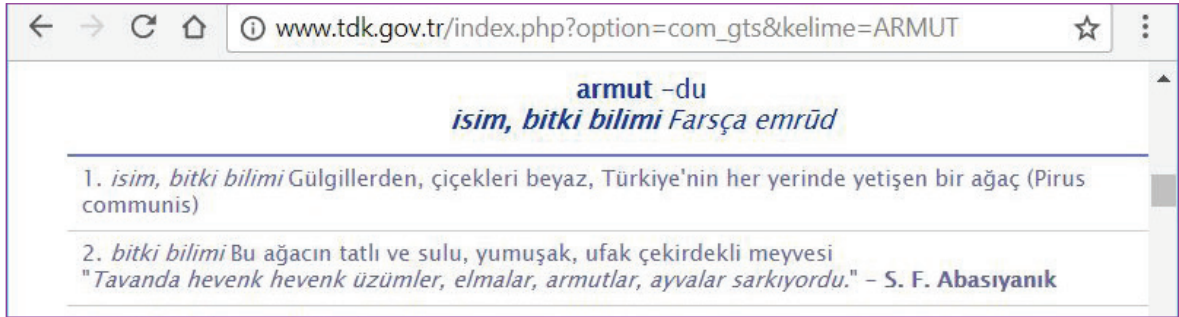 www.tdk.gov.tr/index.php?option=com_gts&kelime=ARMUT
armut -du
isim, bitki bilimi Farsça emrūd
1. isim, bitki bilimi Gülgillerden, çiçekleri beyaz, Türkiye'nin her yerinde yetişen bir ağaç (Pirus
communis)
2. bitki bilimi Bu ağacın tatlı ve sulu, yumuşak, ufak çekirdekli meyvesi
"Tavanda hevenk hevenk üzümler, elmalar, armutlar, ayvalar sarkıyordu." - S. F. Abasıyanık